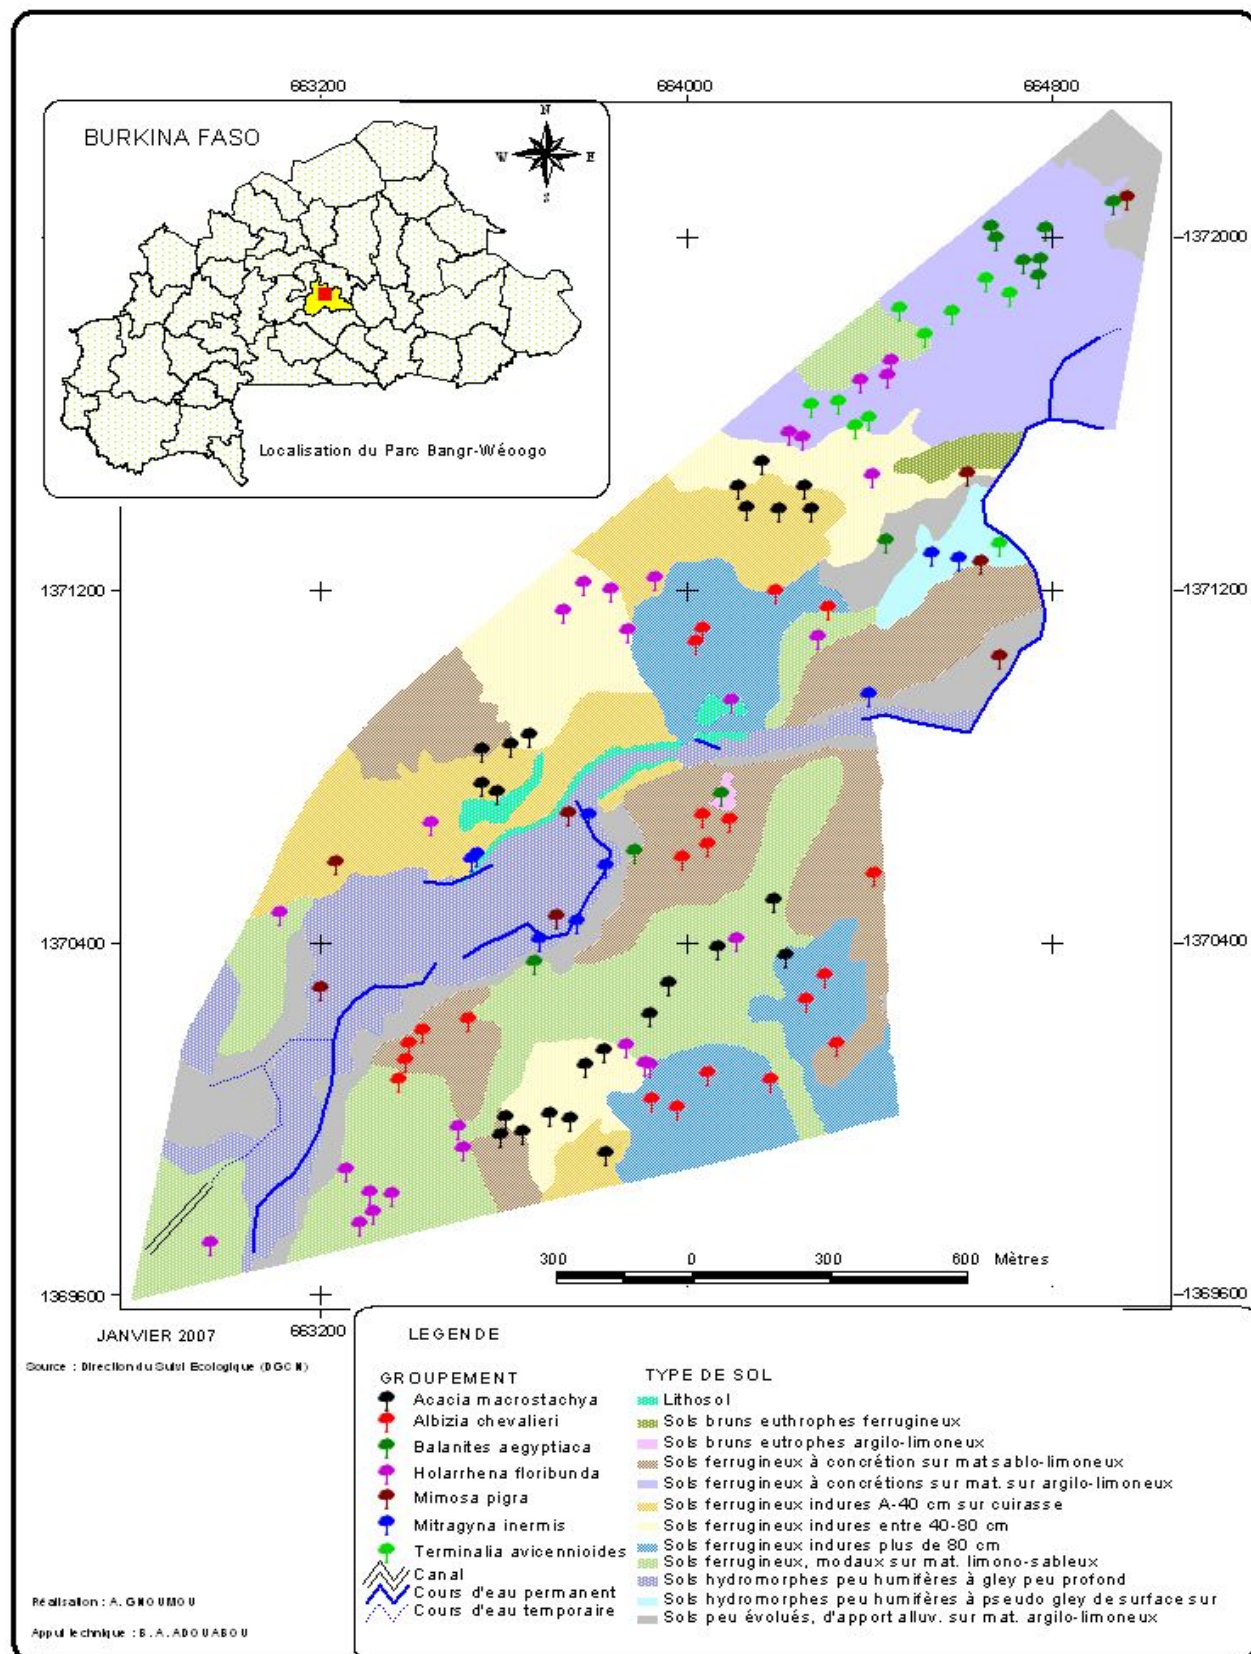 663200 664000 664800
BURKINA FASO
N
W E
S
Localisation du Parc Bangr-Wéoogo
1372000
1371200 1371200
1370400 1370400
1369600 1369600
300 0 300 600 Mètres
663200
JANVIER 2007
Source : Direction du Suivi Ecologique (DGCN)
LEGENDE
GROUPEMENT
Acacia macrostachya
Albizia chevalieri
Balanites aegyptiaca
Holarrhena floribunda
Mimosa pigra
Mitragyna inermis
Terminalia avicennioides
Canal
Cours d'eau permanent
Cours d'eau temporaire
TYPE DE SOL
Lithosol
Sols bruns euthrophes ferrugineux
Sols bruns eutrophes argilo-limoneux
Sols ferrugineux à concrétion sur mat sablo-limoneux
Sols ferrugineux à concrétions sur mat. sur argilo-limoneux
Sols ferrugineux indures A-40 cm sur cuirasse
Sols ferrugineux indures entre 40-80 cm
Sols ferrugineux indures plus de 80 cm
Sols ferrugineux, modaux sur mat. limono-sableux
Sols hydromorphes peu humifères à gley peu profond
Sols hydromorphes peu humifères à pseudo gley de surface sur
Sols peu évolués, d'apport alluv. sur mat. argilo-limoneux
Réalisation : A. GNOUMOU
Appui technique : B. A. ADOUABOU